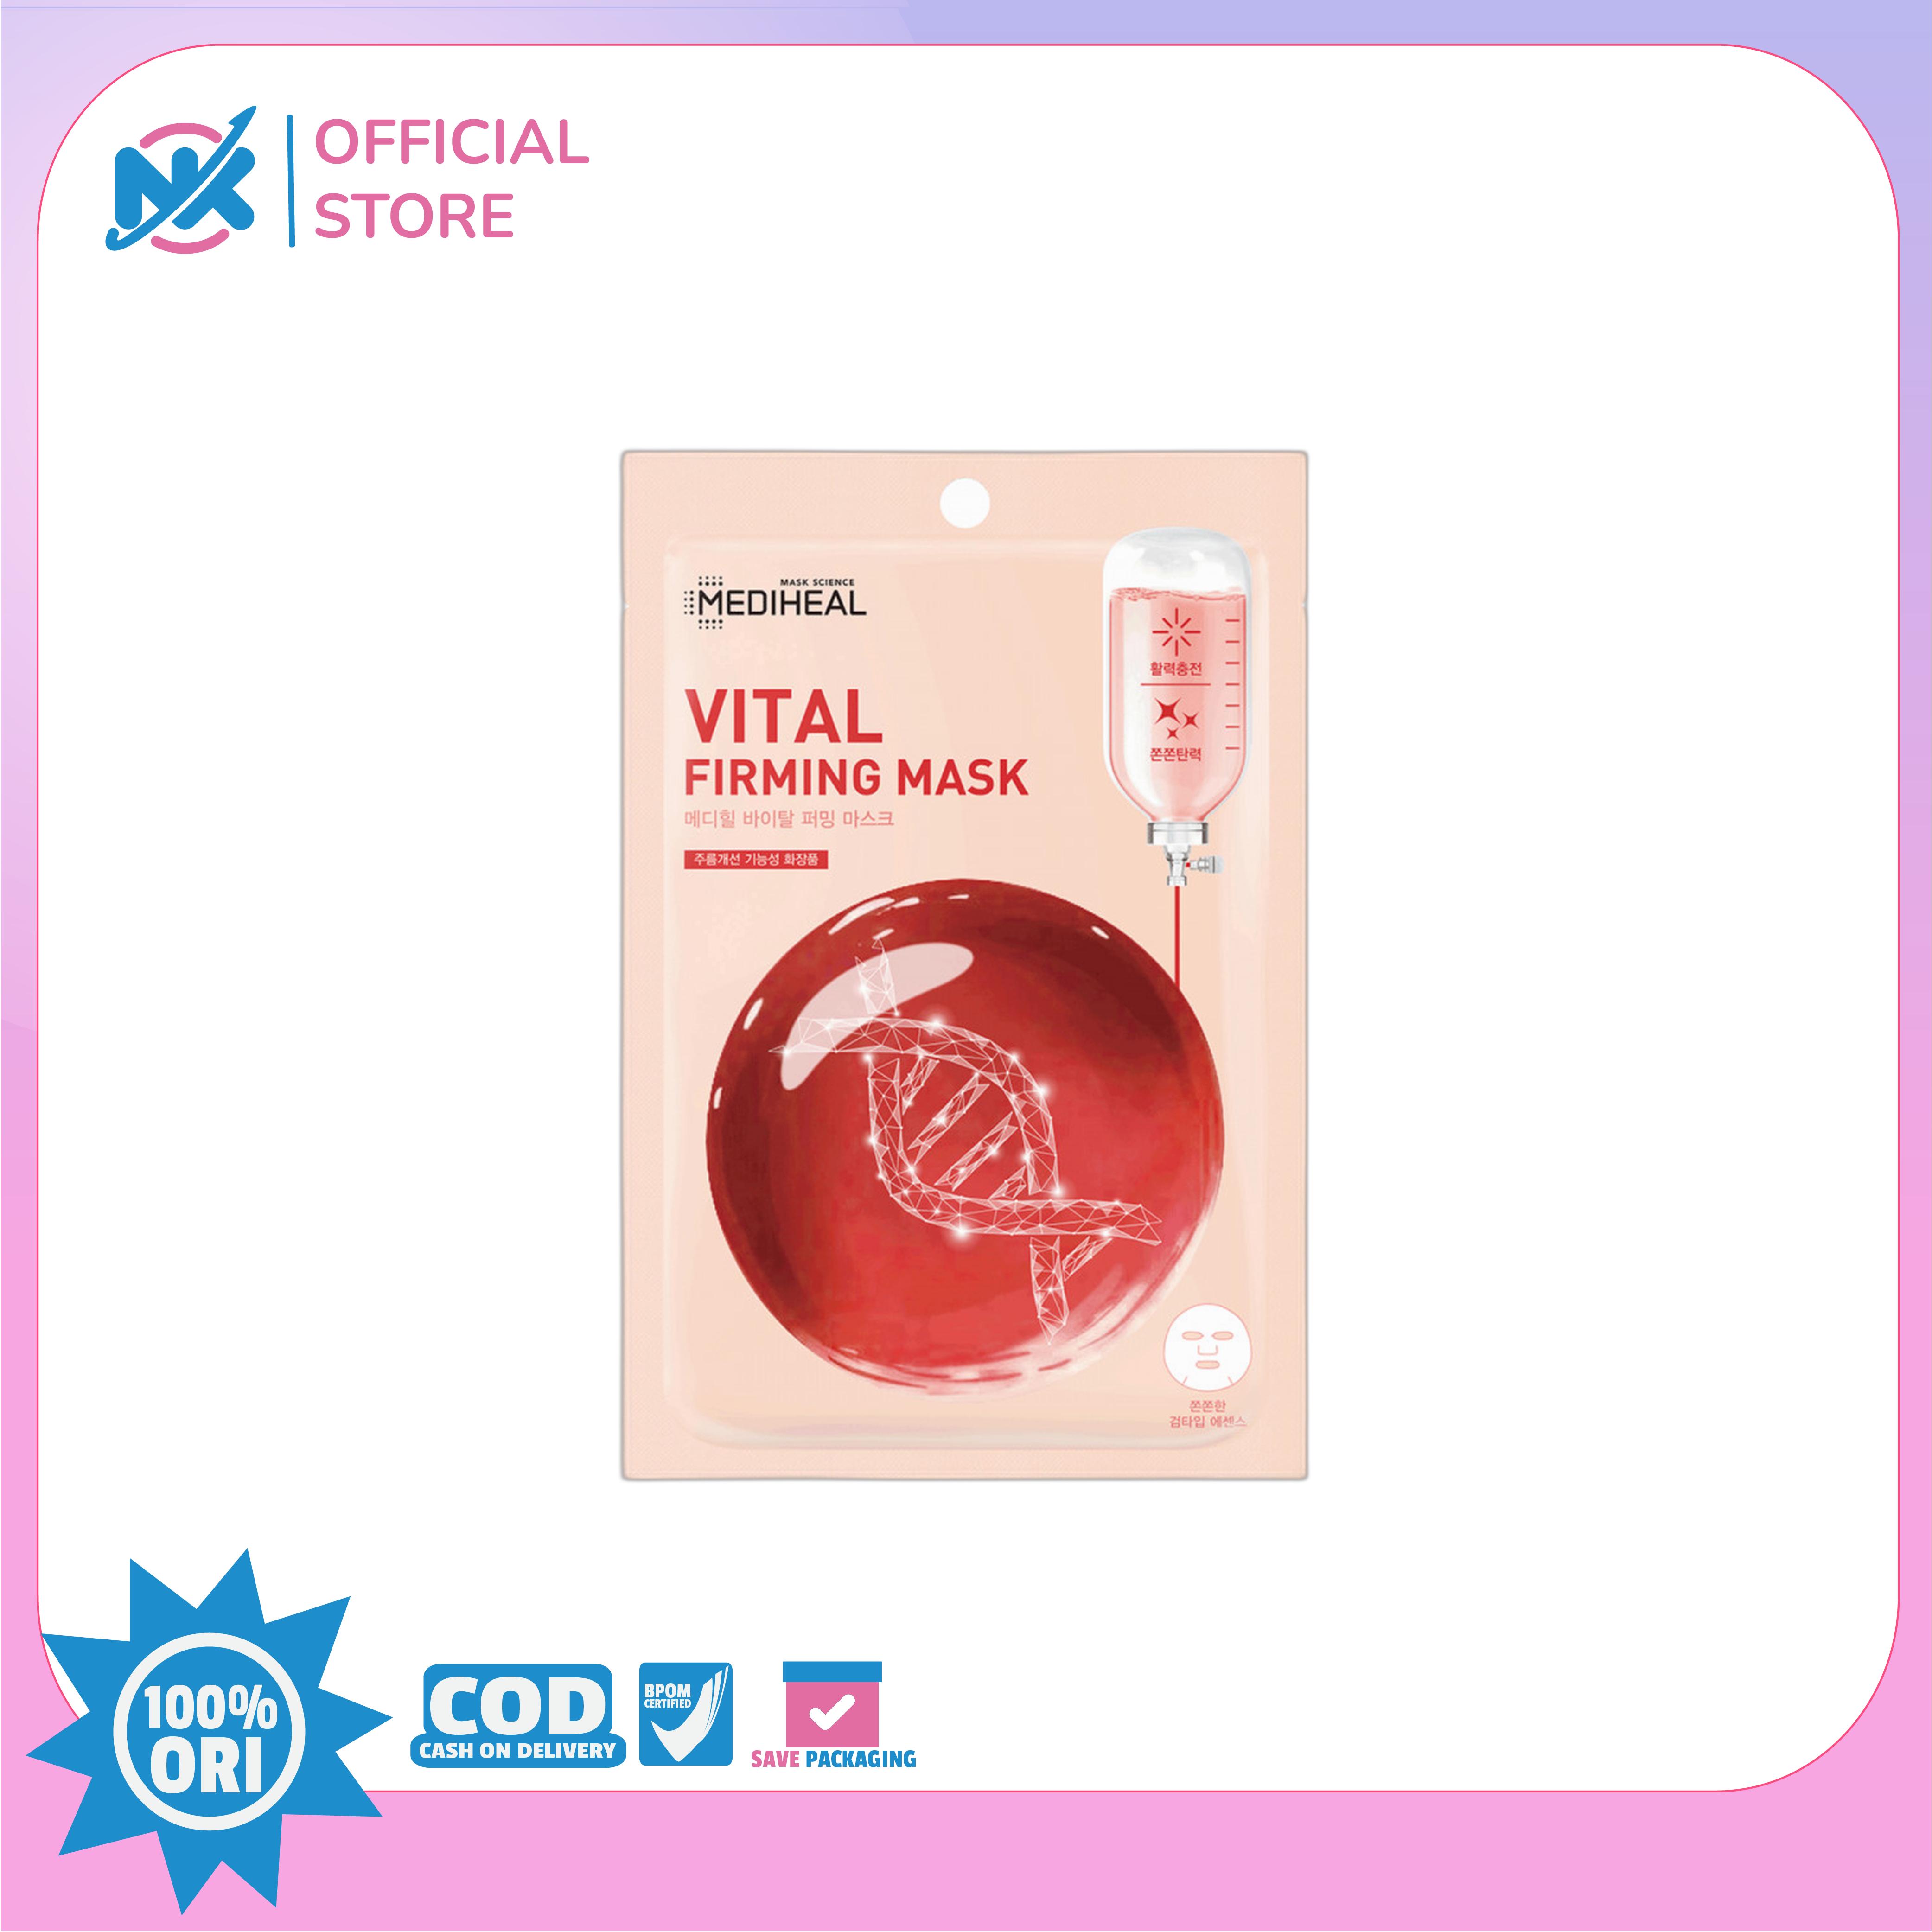 NK
OFFICIAL
STORE
MASK SCIENCE
MEDIHEAL
VITAL
FIRMING MASK
메디힐 바이탈 퍼밍 마스크
주름개선 기능성 화장품
활력충전
쫀쫀탄력
쫀쫀한
검타입 에센스
100%
ORI
COD
CASH ON DELIVERY
BPOM
CERTIFIED
SAVE PACKAGING